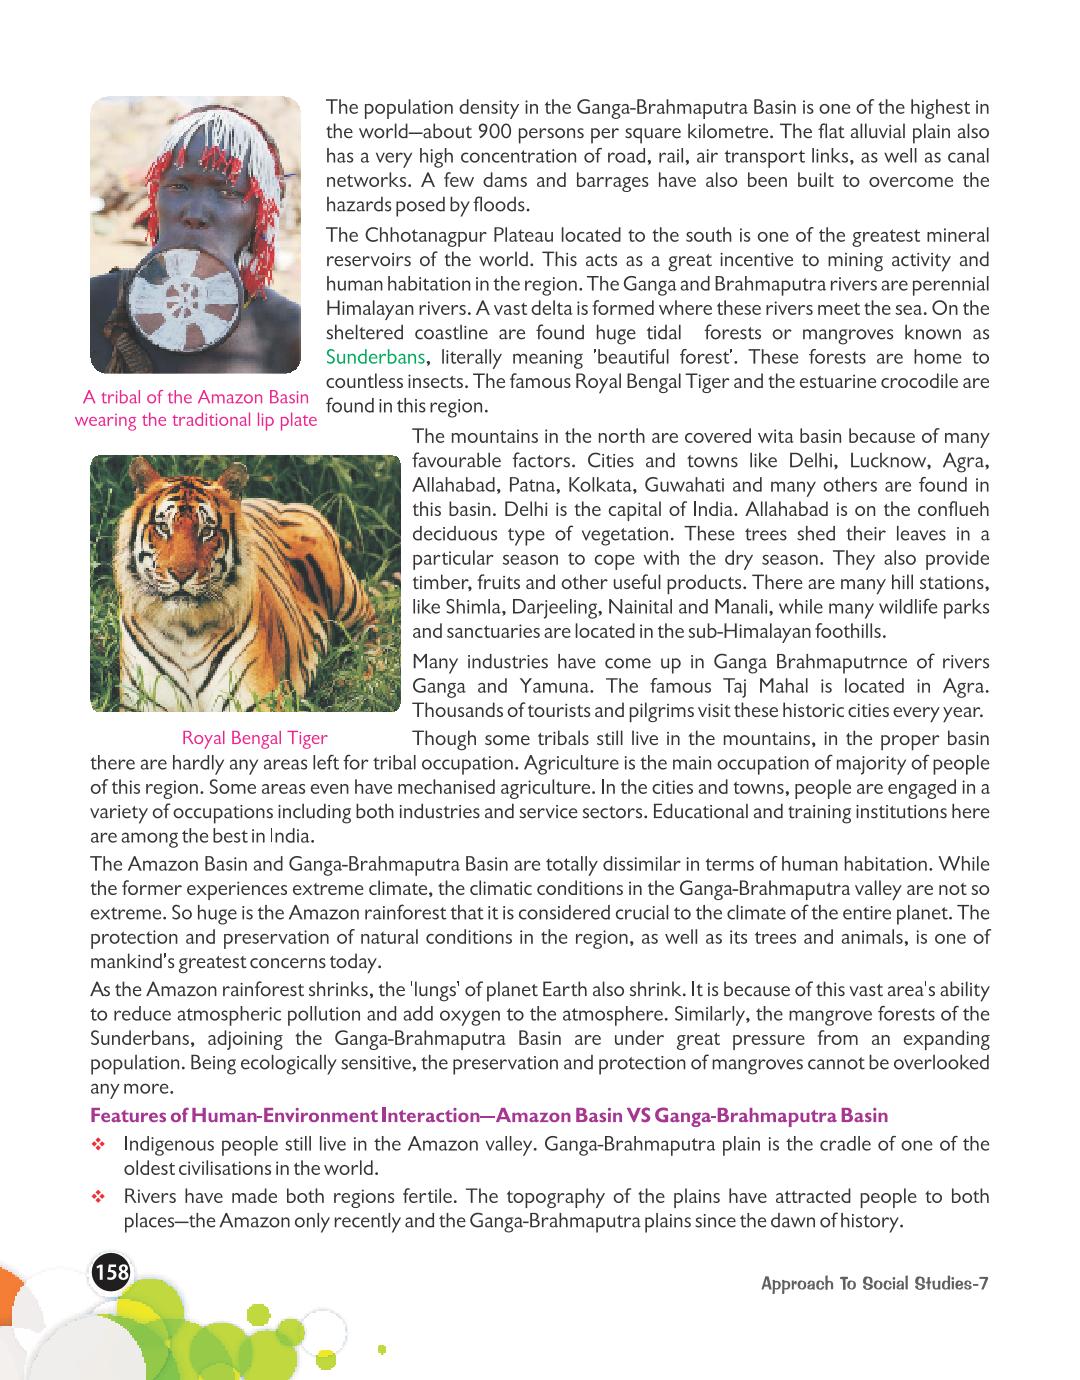 The population density in the Ganga-Brahmaputra Basin is one of the highest in
the world—about 900 persons per square kilometre. The flat alluvial plain also
has a very high concentration of road, rail, air transport links, as well as canal
networks. A few dams and barrages have also been built to overcome the
hazards posed by floods.
The Chhotanagpur Plateau located to the south is one of the greatest mineral
reservoirs of the world. This acts as a great incentive to mining activity and
human habitation in the region. The Ganga and Brahmaputra rivers are perennial
Himalayan rivers. A vast delta is formed where these rivers meet the sea. On the
sheltered coastline are found huge tidal forests or mangroves known as
Sunderbans, literally meaning 'beautiful forest'. These forests are home to
countless insects. The famous Royal Bengal Tiger and the estuarine crocodile are
found in this region.
A tribal of the Amazon Basin
wearing the traditional lip plate
The mountains in the north are covered wita basin because of many
favourable factors. Cities and towns like Delhi, Lucknow, Agra,
Allahabad, Patna, Kolkata, Guwahati and many others are found in
this basin. Delhi is the capital of India. Allahabad is on the conflueh
deciduous type of vegetation. These trees shed their leaves in a
particular season to cope with the dry season. They also provide
timber, fruits and other useful products. There are many hill stations,
like Shimla, Darjeeling, Nainital and Manali, while many wildlife parks
and sanctuaries are located in the sub-Himalayan foothills.
Many industries have come up in Ganga Brahmaputrnce of rivers
Ganga and Yamuna. The famous Taj Mahal is located in Agra.
Thousands of tourists and pilgrims visit these historic cities every year.
Royal Bengal Tiger
Though some tribals still live in the mountains, in the proper basin
there are hardly any areas left for tribal occupation. Agriculture is the main occupation of majority of people
of this region. Some areas even have mechanised agriculture. In the cities and towns, people are engaged in a
variety of occupations including both industries and service sectors. Educational and training institutions here
are among the best in India.
The Amazon Basin and Ganga-Brahmaputra Basin are totally dissimilar in terms of human habitation. While
the former experiences extreme climate, the climatic conditions in the Ganga-Brahmaputra valley are not so
extreme. So huge is the Amazon rainforest that it is considered crucial to the climate of the entire planet. The
protection and preservation of natural conditions in the region, as well as its trees and animals, is one of
mankind's greatest concerns today.
As the Amazon rainforest shrinks, the 'lungs' of planet Earth also shrink. It is because of this vast area's ability
to reduce atmospheric pollution and add oxygen to the atmosphere. Similarly, the mangrove forests of the
Sunderbans, adjoining the Ganga-Brahmaputra Basin are under great pressure from an expanding
population. Being ecologically sensitive, the preservation and protection of mangroves cannot be overlooked
any more.
Features of Human-Environment Interaction—Amazon Basin VS Ganga-Brahmaputra Basin
❖ Indigenous people still live in the Amazon valley. Ganga-Brahmaputra plain is the cradle of one of the
oldest civilisations in the world.
❖ Rivers have made both regions fertile. The topography of the plains have attracted people to both
places—the Amazon only recently and the Ganga-Brahmaputra plains since the dawn of history.
158
Approach To Social Studies-7